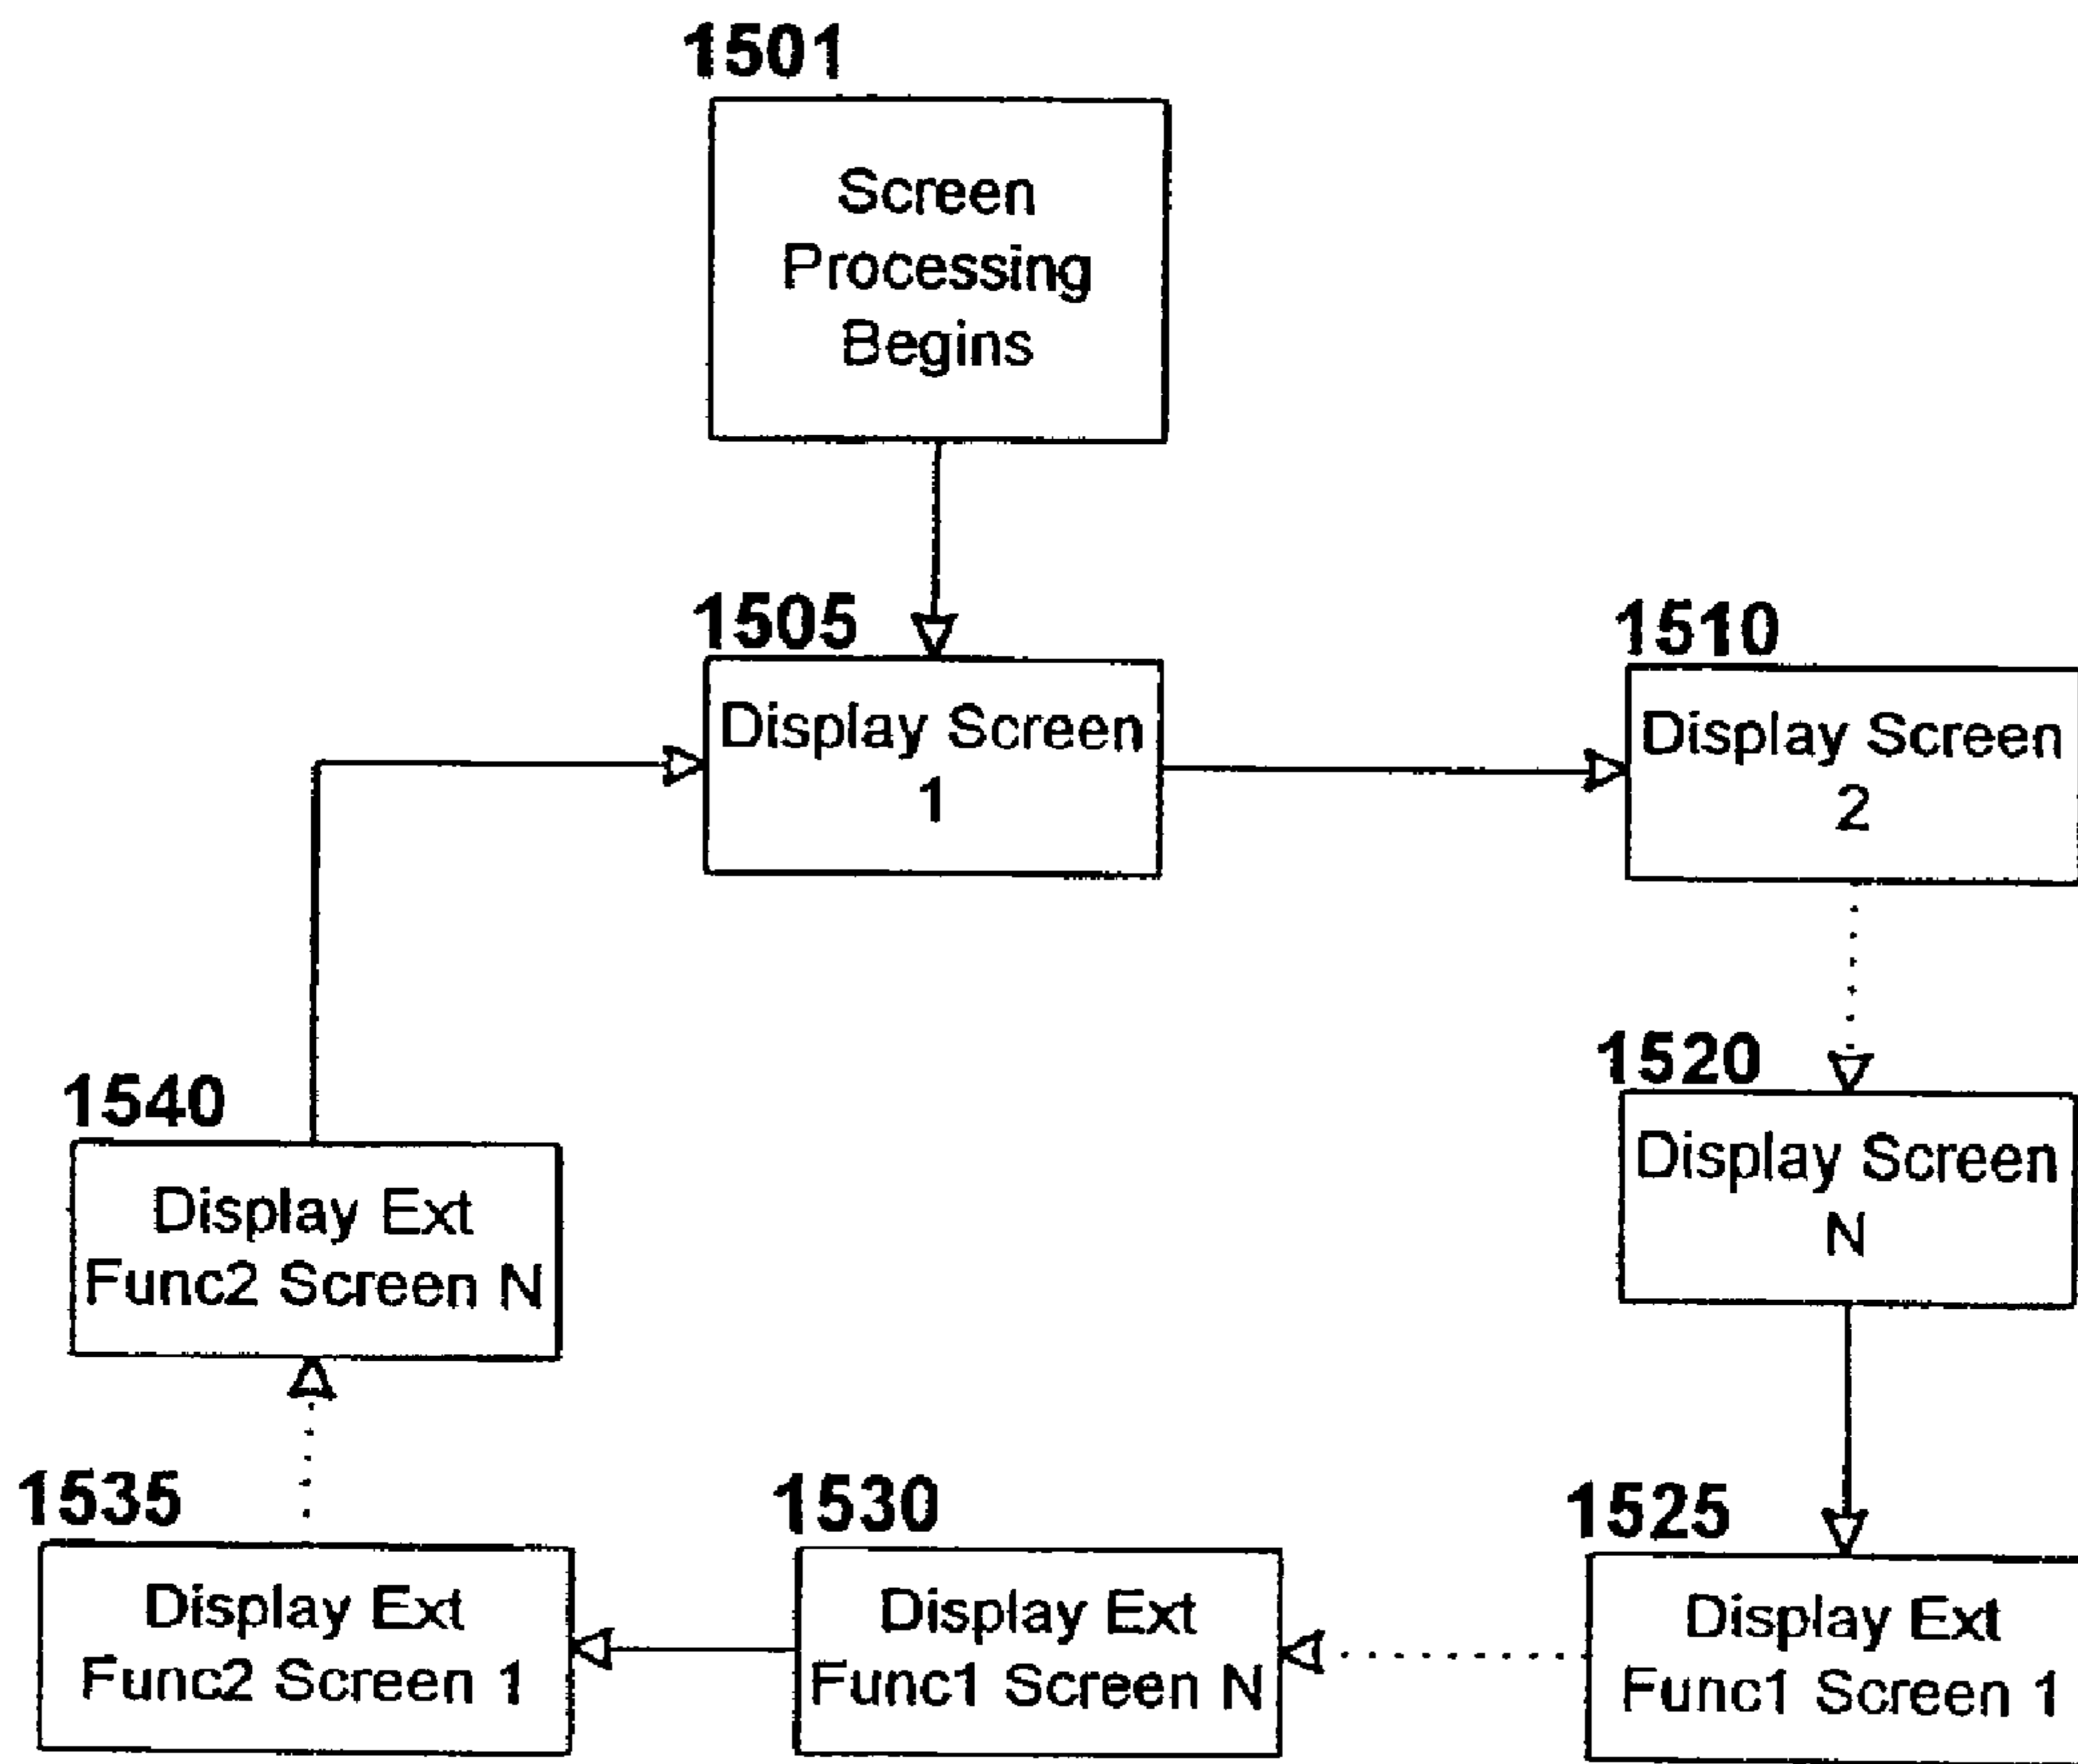 1501
Screen
Processing
Begins
1505
Display Screen
1
1510
Display Screen
2
1520
Display Screen
N
1525
Display Ext
Func1 Screen 1
1530
Display Ext
Func1 Screen N
1535
Display Ext
Func2 Screen 1
1540
Display Ext
Func2 Screen N